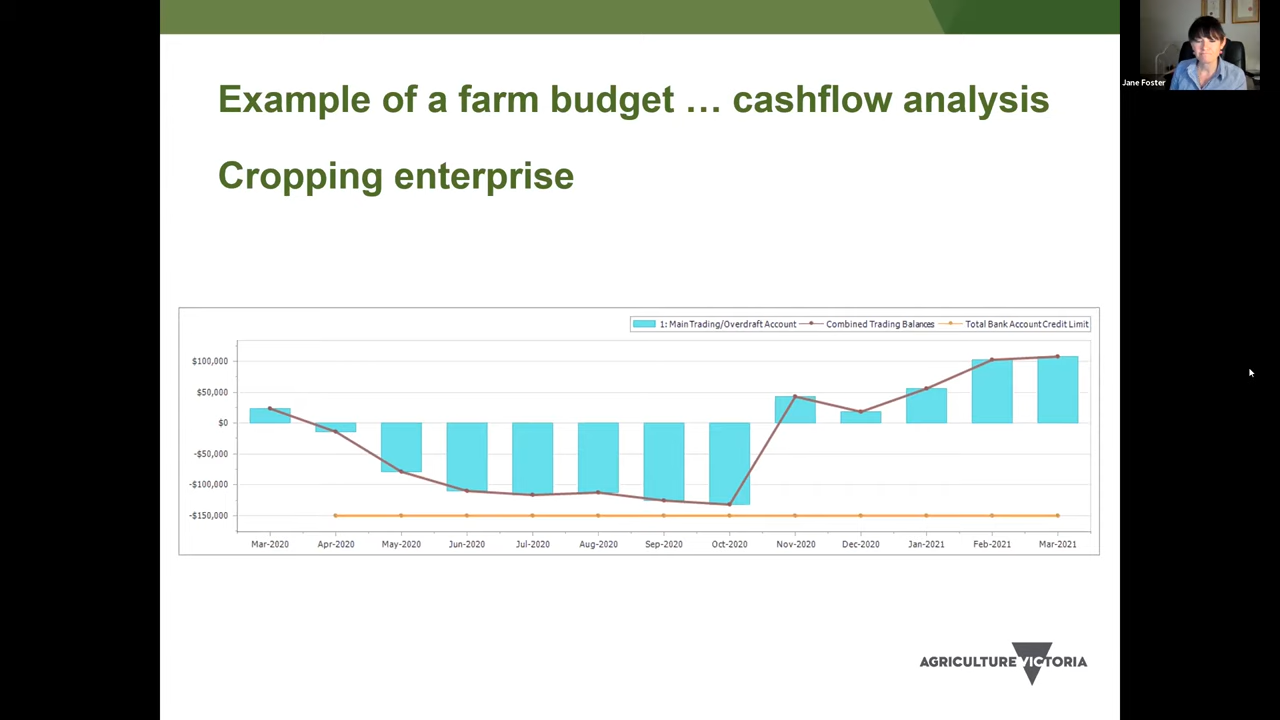 Example of a farm budget … cashflow analysis
Cropping enterprise
Jane Foster
1: Main Trading/Overdraft Account Combined Trading Balances Total Bank Account Credit Limit
$100,000
$50,000
$0
-$50,000
-$100,000
-$150,000
Mar-2020 Apr-2020 May-2020 Jun-2020 Jul-2020 Aug-2020 Sep-2020 Oct-2020 Nov-2020 Dec-2020 Jan-2021 Feb-2021 Mar-2021
AGRICULTURE VICTORIA